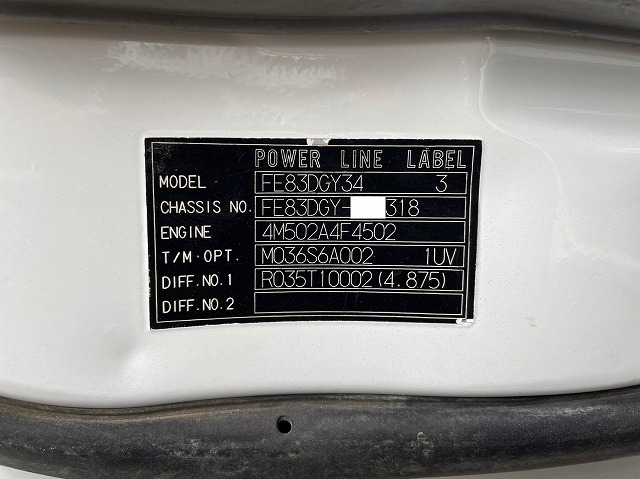 POWER LINE LABEL
MODEL FE83DGY34 3
CHASSIS NO. FE83DGY- 318
ENGINE 4M502A4F4502
T/M·OPT. M036S6A002 1UV
DIFF.NO.1 R035T10002(4.875)
DIFF.NO.2